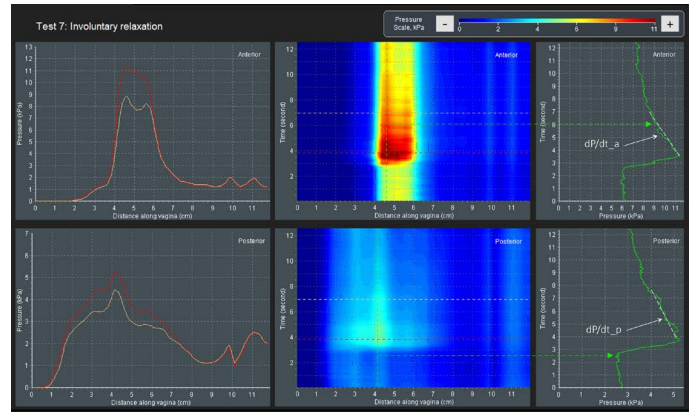 Test 7: Involuntary relaxation
Pressure Scale, kPa
-
0 2 4 6 8 10 11
+
Anterior
Pressure (kPa)
13
12
11
10
9
8
7
6
5
4
3
2
1
0
0 1 2 3 4 5 6 7 8 9 10 11
Distance along vagina (cm)
Anterior
Time (second)
12
10
8
6
4
2
0 1 2 3 4 5 6 7 8 9 10 11
Distance along vagina (cm)
Anterior
dP/dt_a
Time (second)
12
11
10
9
8
7
6
5
4
3
2
1
0
0 1 2 3 4 5 6 7 8 9 10 11
Pressure (kPa)
Posterior
Pressure (kPa)
7
6
5
4
3
2
1
0
0 1 2 3 4 5 6 7 8 9 10 11
Distance along vagina (cm)
Posterior
Time (second)
12
10
8
6
4
2
0 1 2 3 4 5 6 7 8 9 10 11
Distance along vagina (cm)
Posterior
dP/dt_p
Time (second)
12
11
10
9
8
7
6
5
4
3
2
1
0
0 1 2 3 4 5
Pressure (kPa)